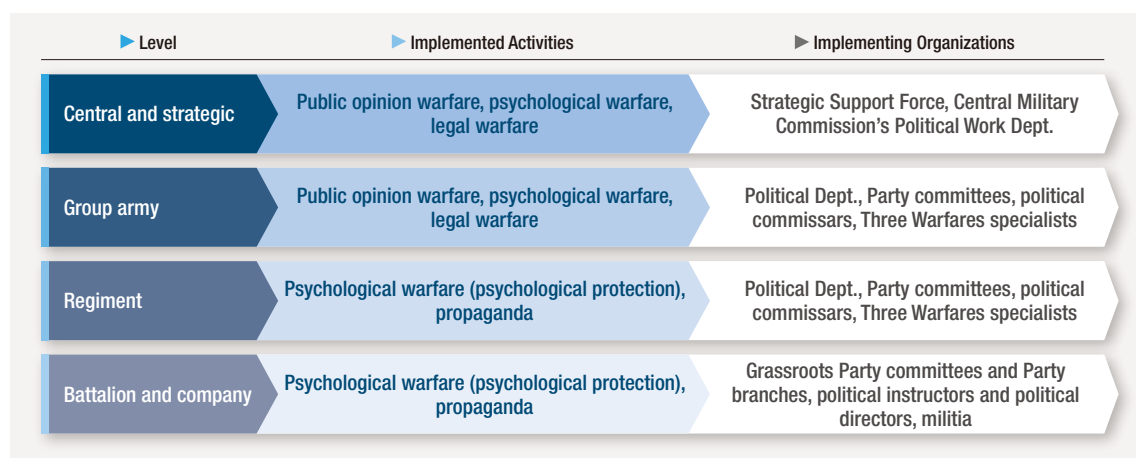 Level
Implemented Activities
Implementing Organizations
Central and strategic
Public opinion warfare, psychological warfare,
legal warfare
Strategic Support Force, Central Military
Commission's Political Work Dept.
Group army
Public opinion warfare, psychological warfare,
legal warfare
Political Dept., Party committees, political
commissars, Three Warfares specialists
Regiment
Psychological warfare (psychological protection),
propaganda
Political Dept., Party committees, political
commissars, Three Warfares specialists
Battalion and company
Psychological warfare (psychological protection),
propaganda
Grassroots Party committees and Party
branches, political instructors and political
directors, militia